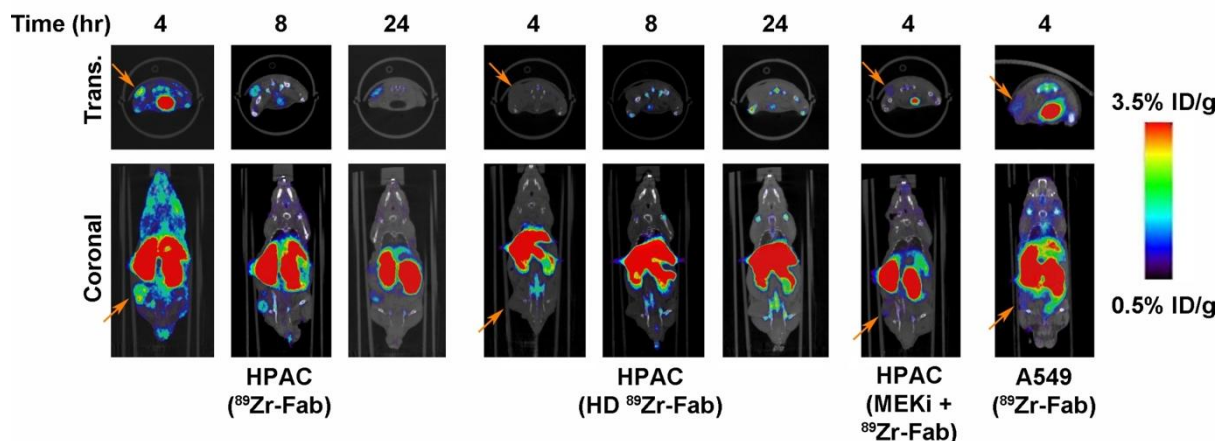 Time (hr) 4 8 24 4 8 24 4 4
Trans.
3.5% ID/g
Coronal
0.5% ID/g
HPAC
(⁸⁹Zr-Fab)
HPAC
(HD ⁸⁹Zr-Fab)
HPAC
(MEKi +
⁸⁹Zr-Fab)
A549
(⁸⁹Zr-Fab)